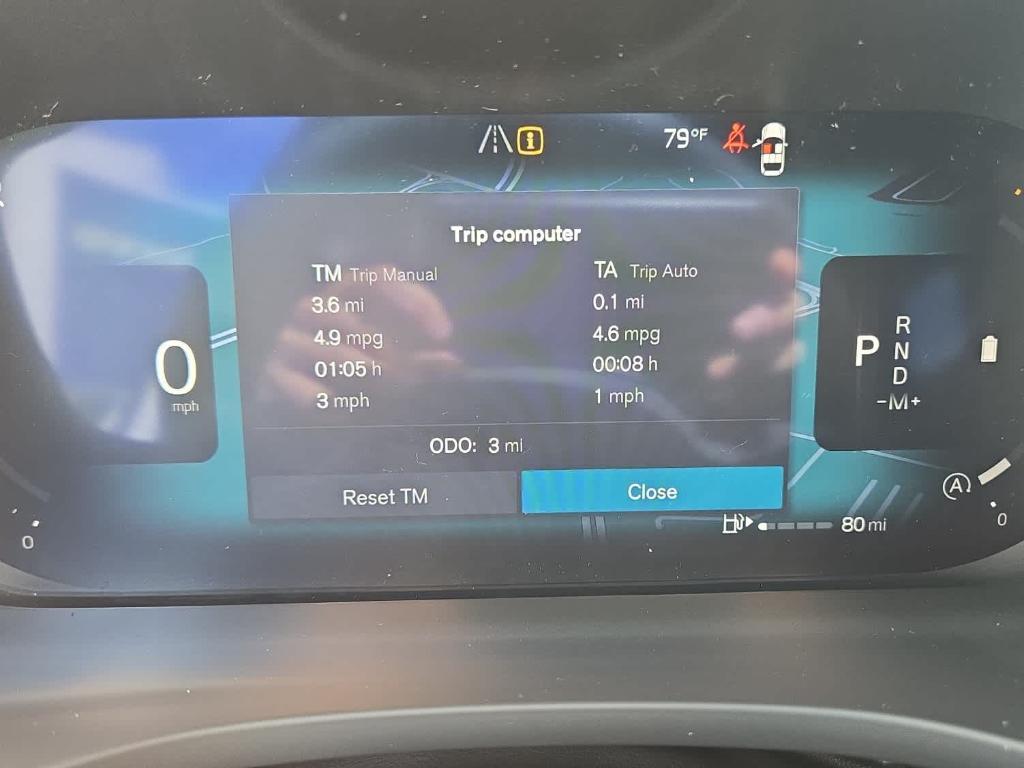 79°F
Trip computer
TM Trip Manual
3.6 mi
4.9 mpg
01:05 h
3 mph
TA Trip Auto
0.1 mi
4.6 mpg
00:08 h
1 mph
ODO: 3 mi
Reset TM
Close
0
mph
P
R
N
D
-M+
A
80 mi
0
0